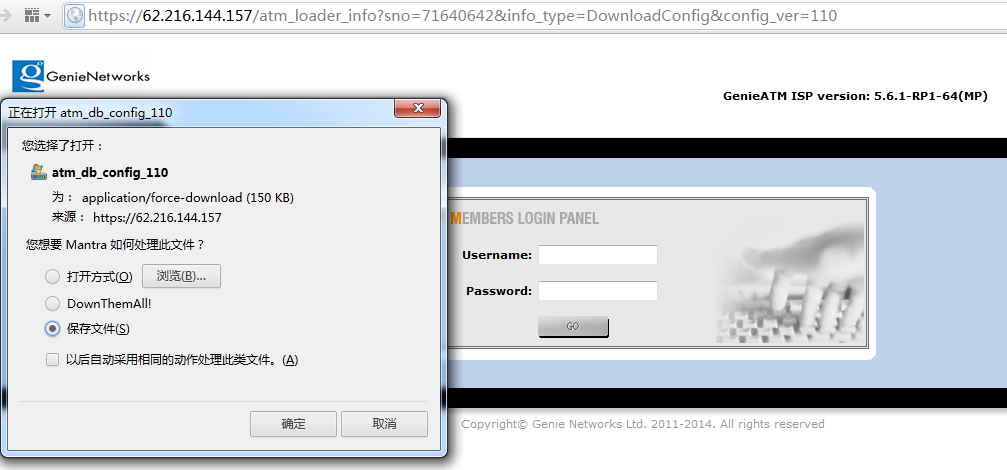 https://62.216.144.157/atm_loader_info?sno=71640642&info_type=DownloadConfig&config_ver=110
GenieNetworks
GenieATM ISP version: 5.6.1-RP1-64(MP)
正在打开 atm_db_config_110
您选择了打开：
atm_db_config_110
为： application/force-download (150 KB)
来源： https://62.216.144.157
您想要 Mantra 如何处理此文件？
打开方式(O) 浏览(B)...
DownThemAll!
保存文件(S)
以后自动采用相同的动作处理此类文件。(A)
确定 取消
MEMBERS LOGIN PANEL
Username:
Password:
GO
Copyright© Genie Networks Ltd. 2011-2014. All rights reserved